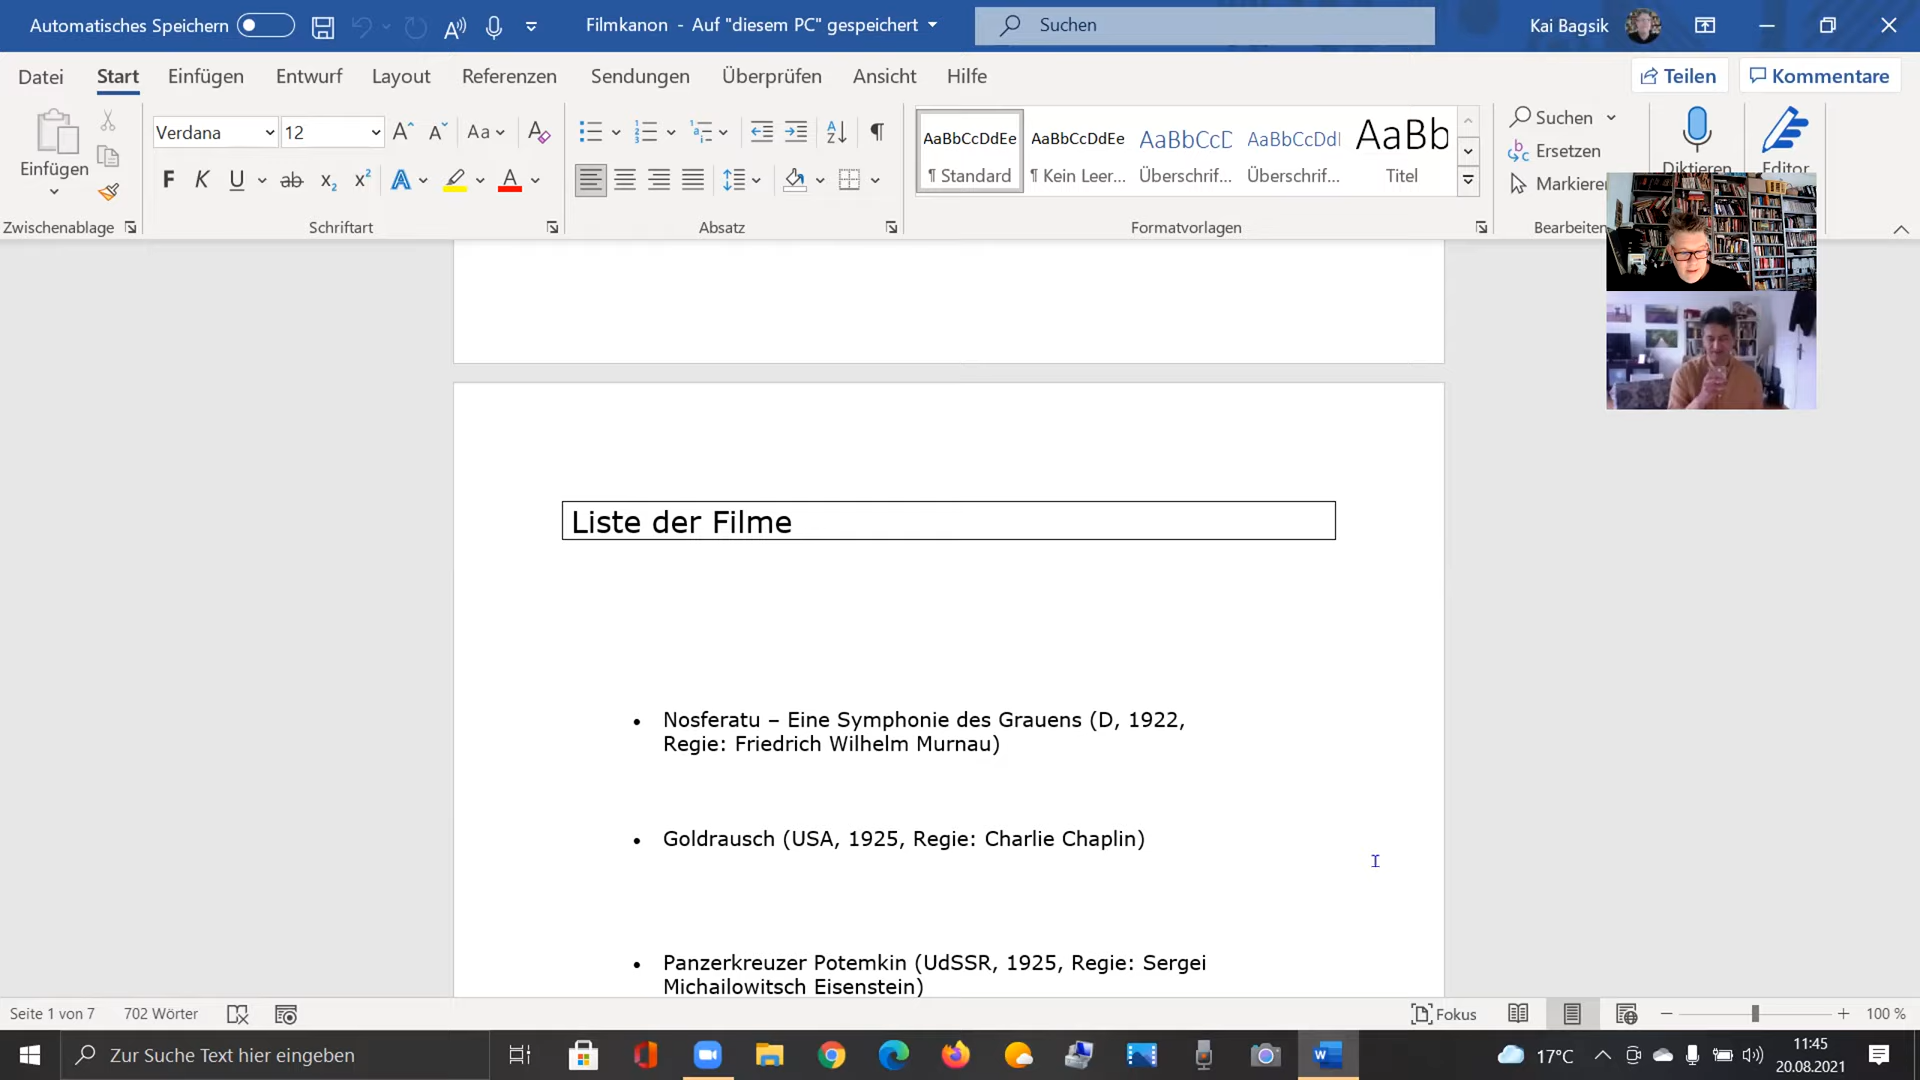 Automatisches Speichern
Filmkanon - Auf "diesem PC" gespeichert
Suchen
Kai Bagsik
Datei Start Einfügen Entwurf Layout Referenzen Sendungen Überprüfen Ansicht Hilfe
Teilen Kommentare
Einfügen
Verdana 12
Aa
F K U ab x₂ x²
A A
AaBbCcDdEe AaBbCcDdEe AaBbCcD AaBbCcDdI AaBb
¶ Standard ¶ Kein Leer... Überschrif... Überschrif... Titel
Suchen
Ersetzen
Markieren
Diktieren
Editor
Zwischenablage Schriftart Absatz Formatvorlagen Bearbeiten
Liste der Filme
• Nosferatu – Eine Symphonie des Grauens (D, 1922,
Regie: Friedrich Wilhelm Murnau)
• Goldrausch (USA, 1925, Regie: Charlie Chaplin)
• Panzerkreuzer Potemkin (UdSSR, 1925, Regie: Sergei
Michailowitsch Eisenstein)
Seite 1 von 7 702 Wörter
Fokus
100 %
Zur Suche Text hier eingeben
17°C
11:45
20.08.2021